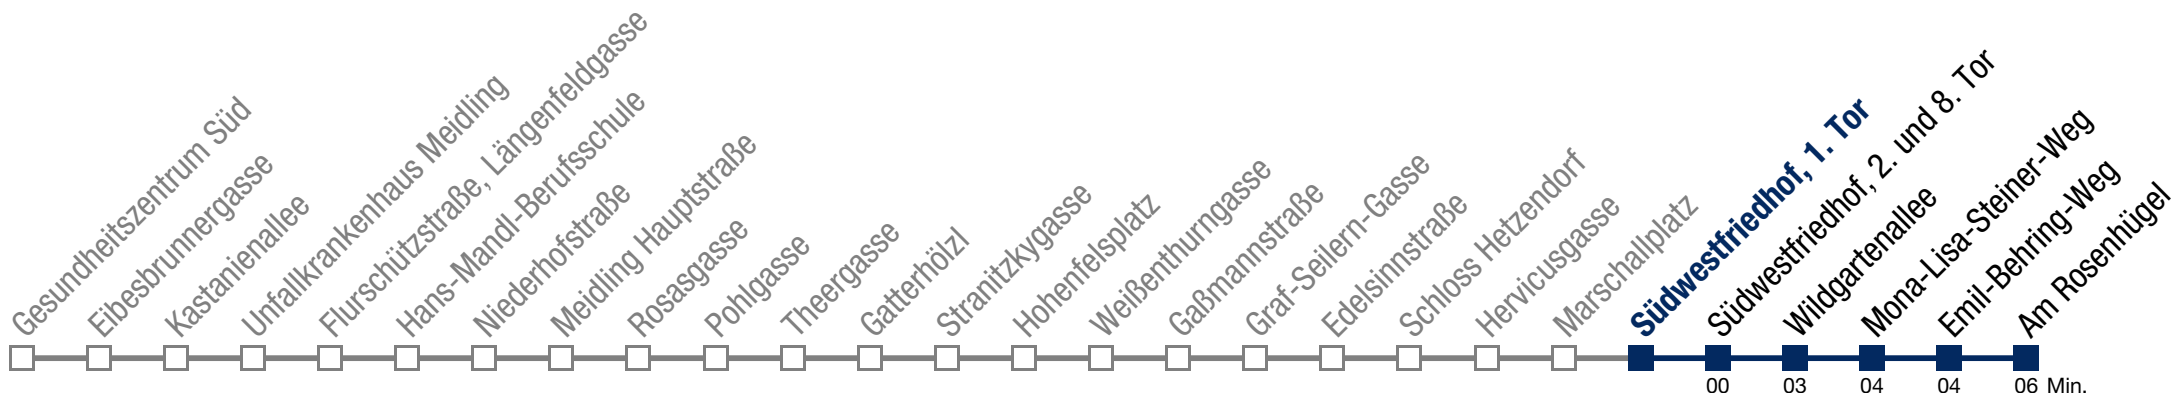 Gesundheitszentrum Süd
Eibesbrunnergasse
Kastanienallee
Unfallkrankenhaus Meidling
Flurschützstraße, Längenfeldgasse
Hans-Mandl-Berufsschule
Niederhofstraße
Meidling Hauptstraße
Rosasgasse
Pohlgasse
Theergasse
Gatterhölzl
Stranitzkygasse
Hohenfelsplatz
Weißenthurngasse
Gaßmannstraße
Graf-Seilern-Gasse
Edelsinnstraße
Schloss Hetzendorf
Hervicusgasse
Marschallplatz
Südwestfriedhof, 1. Tor
Südwestfriedhof, 2. und 8. Tor
Wildgartenallee
Mona-Lisa-Steiner-Weg
Emil-Behring-Weg
Am Rosenhügel
00 03 04 04 06 Min.